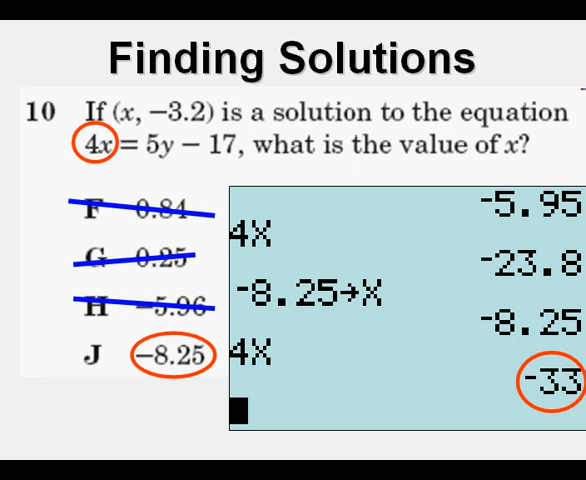 Finding Solutions
10 If (x, −3.2) is a solution to the equation
4x = 5y − 17, what is the value of x?
F 0.84
G 0.25
H −5.96
J −8.25
-5.95
4X
-23.8
-8.25→X
-8.25
4X
-33